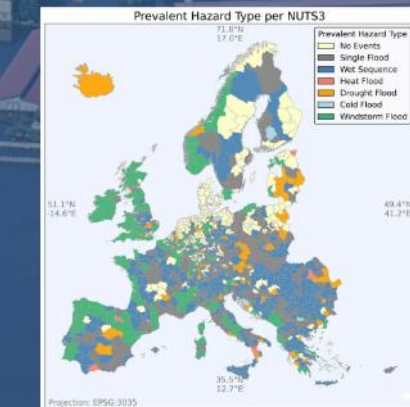 Prevalent Hazard Type per NUTS3
71.8°N
17.0°E
Prevalent Hazard Type
No Events
Single Flood
Wet Sequence
Heat Flood
Drought Flood
Cold Flood
Windstorm Flood
51.1°N
-14.6°E
49.4°N
41.2°E
35.5°N
12.7°E
Projection: EPSG:3035